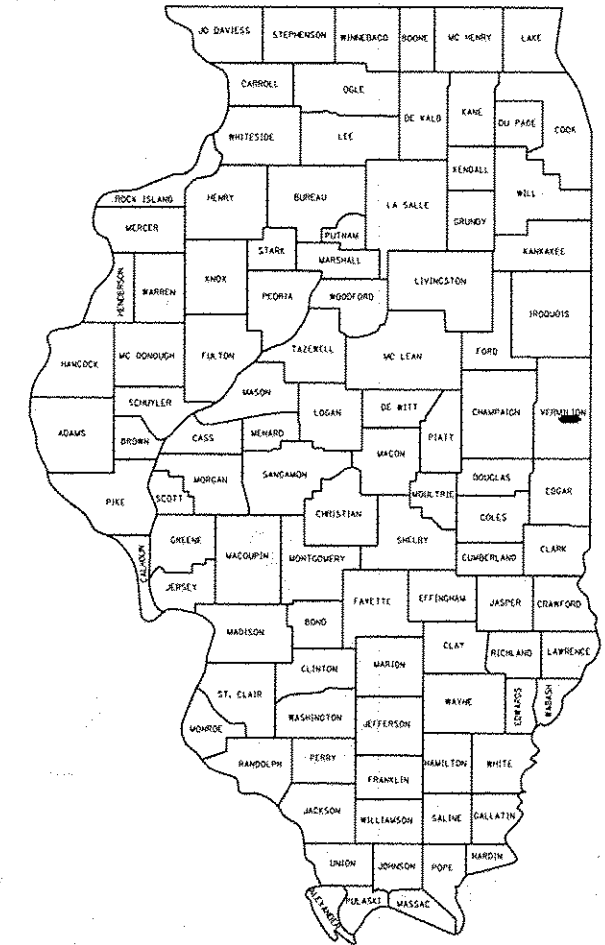 JO DAVIESS STEPHENSON WINNEBAGO BOONE MC HENRY LAKE
CARROLL OGLE DE KALB KANE DU PAGE COOK
WHITESIDE LEE
KENDALL WILL
ROCK ISLAND HENRY BUREAU LA SALLE GRUNDY
MERCER PUTNAM
STARK MARSHALL KANKAKEE
HENDERSON WARREN KNOX PEORIA WOODFORD LIVINGSTON IROQUOIS
HANCOCK MC DONOUGH FULTON TAZEWELL MC LEAN FORD
SCHUYLER MASON
ADAMS BROWN CASS MENARD LOGAN DE WITT PIATT CHAMPAIGN VERMILION
MACON
PIKE SCOTT MORGAN SANGAMON CHRISTIAN MOULTRIE DOUGLAS EDGAR
COLES
CALHOUN GREENE MACOUPIN MONTGOMERY SHELBY CUMBERLAND CLARK
JERSEY FAYETTE EFFINGHAM JASPER CRAWFORD
MADISON BOND
CLINTON MARION CLAY RICHLAND LAWRENCE
ST. CLAIR WAYNE EDWARDS WABASH
MONROE WASHINGTON JEFFERSON
RANDOLPH PERRY FRANKLIN HAMILTON WHITE
JACKSON WILLIAMSON SALINE GALLATIN
UNION JOHNSON POPE HARDIN
ALEXANDER PULASKI MASSAC